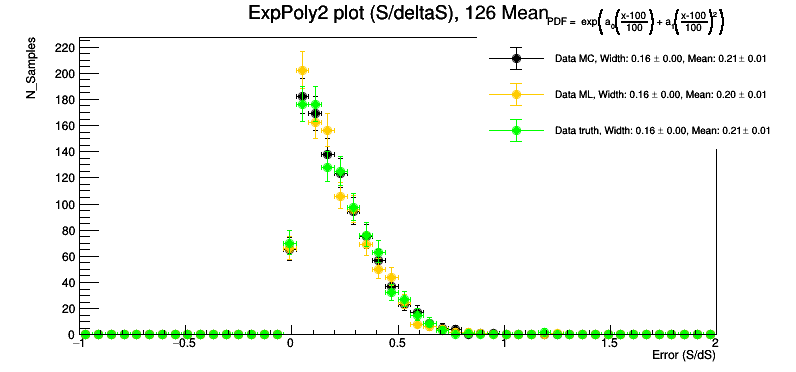 ExpPoly2 plot (S/deltaS), 126 Mean
PDF = exp(a₀(x-100/100) + a₁(x-100/100)²)
Data MC, Width: 0.16 ± 0.00, Mean: 0.21 ± 0.01
Data ML, Width: 0.16 ± 0.00, Mean: 0.20 ± 0.01
Data truth, Width: 0.16 ± 0.00, Mean: 0.21 ± 0.01
N_Samples
220
200
180
160
140
120
100
80
60
40
20
0
−1 −0.5 0 0.5 1 1.5 2
Error (S/dS)